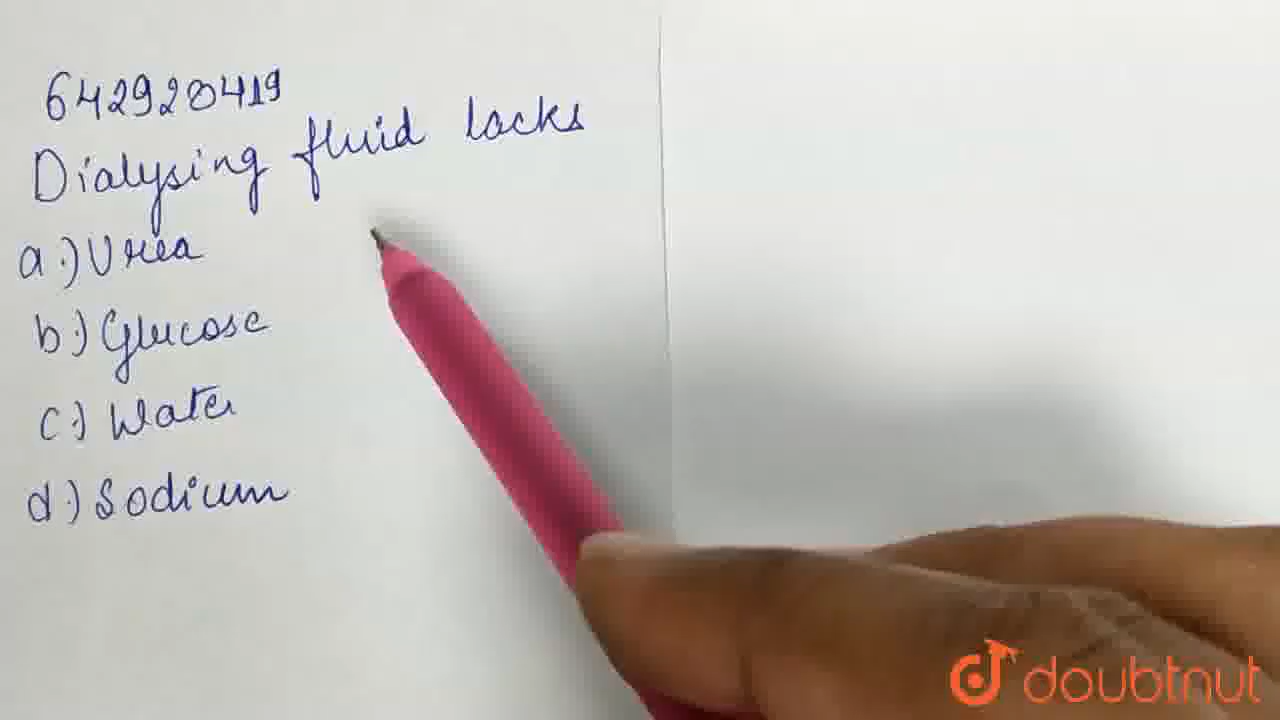 642920419
Dialysing fluid lacks
a.) Urea
b.) Glucose
c.) Water
d.) Sodium
doubtnut